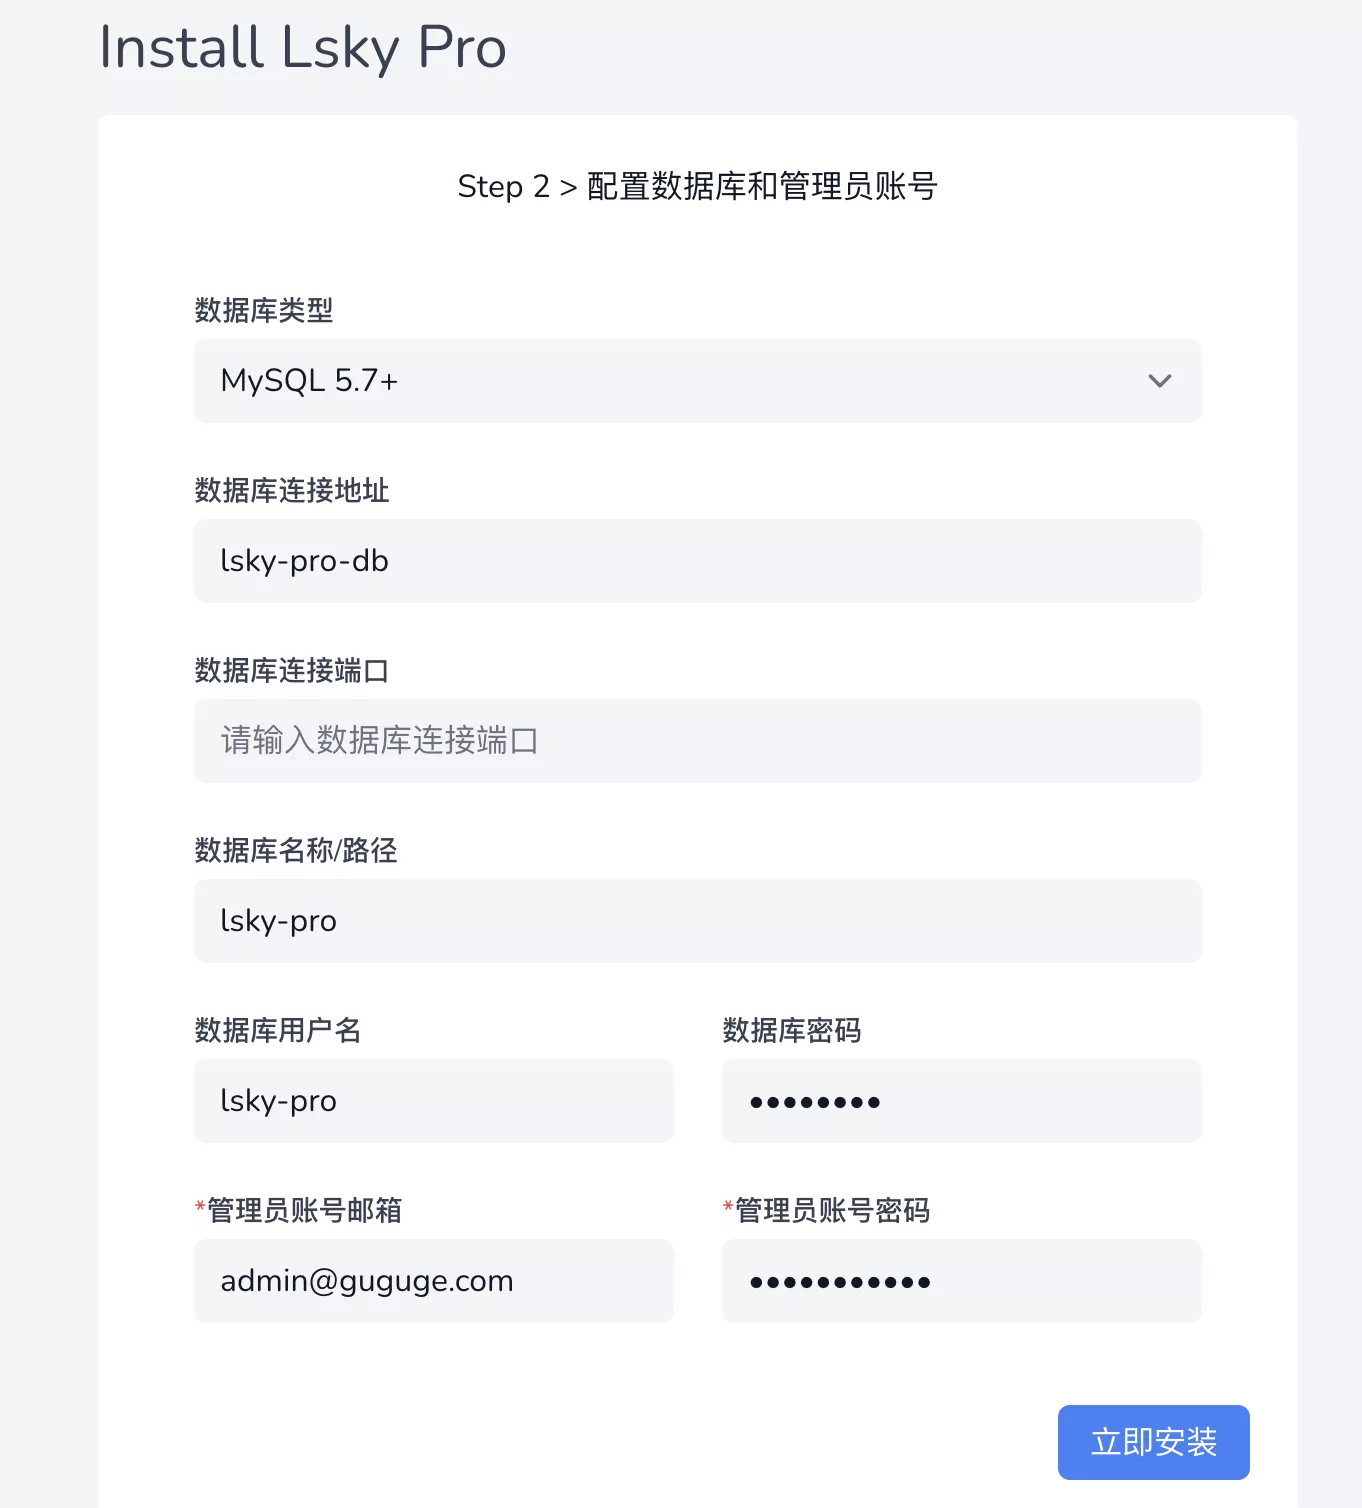 Install Lsky Pro
Step 2 > 配置数据库和管理员账号
数据库类型
MySQL 5.7+
数据库连接地址
lsky-pro-db
数据库连接端口
请输入数据库连接端口
数据库名称/路径
lsky-pro
数据库用户名 数据库密码
lsky-pro ••••••••
*管理员账号邮箱 *管理员账号密码
admin@guguge.com •••••••••••
立即安装